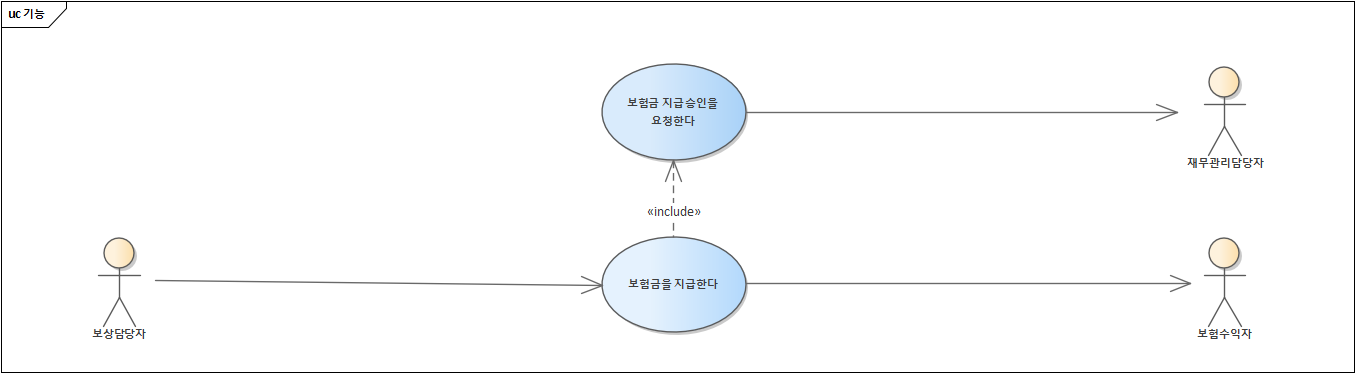 uc 기능
보험금 지급 승인을
요청한다
재무관리담당자
«include»
보험금을 지급한다
보상담당자
보험수익자